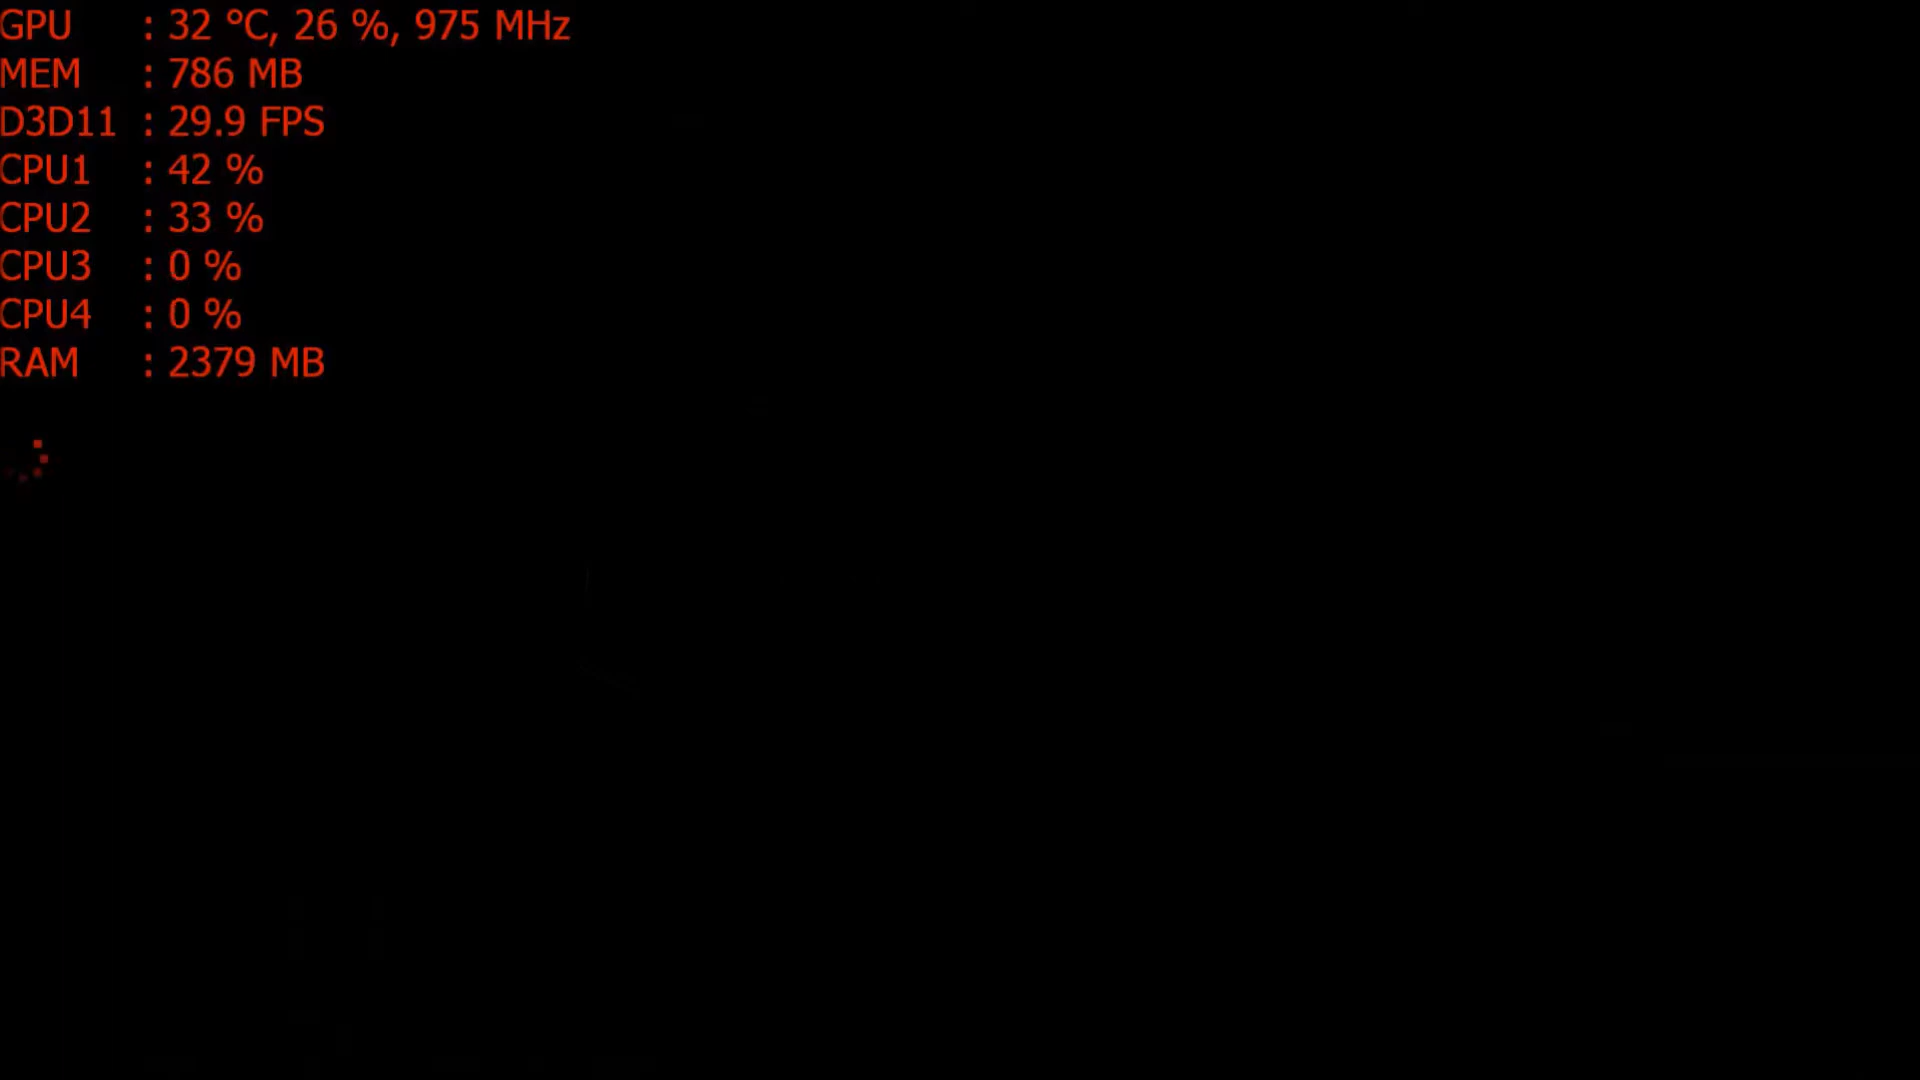 GPU : 32 °C, 26 %, 975 MHz
MEM : 786 MB
D3D11 : 29.9 FPS
CPU1 : 42 %
CPU2 : 33 %
CPU3 : 0 %
CPU4 : 0 %
RAM : 2379 MB